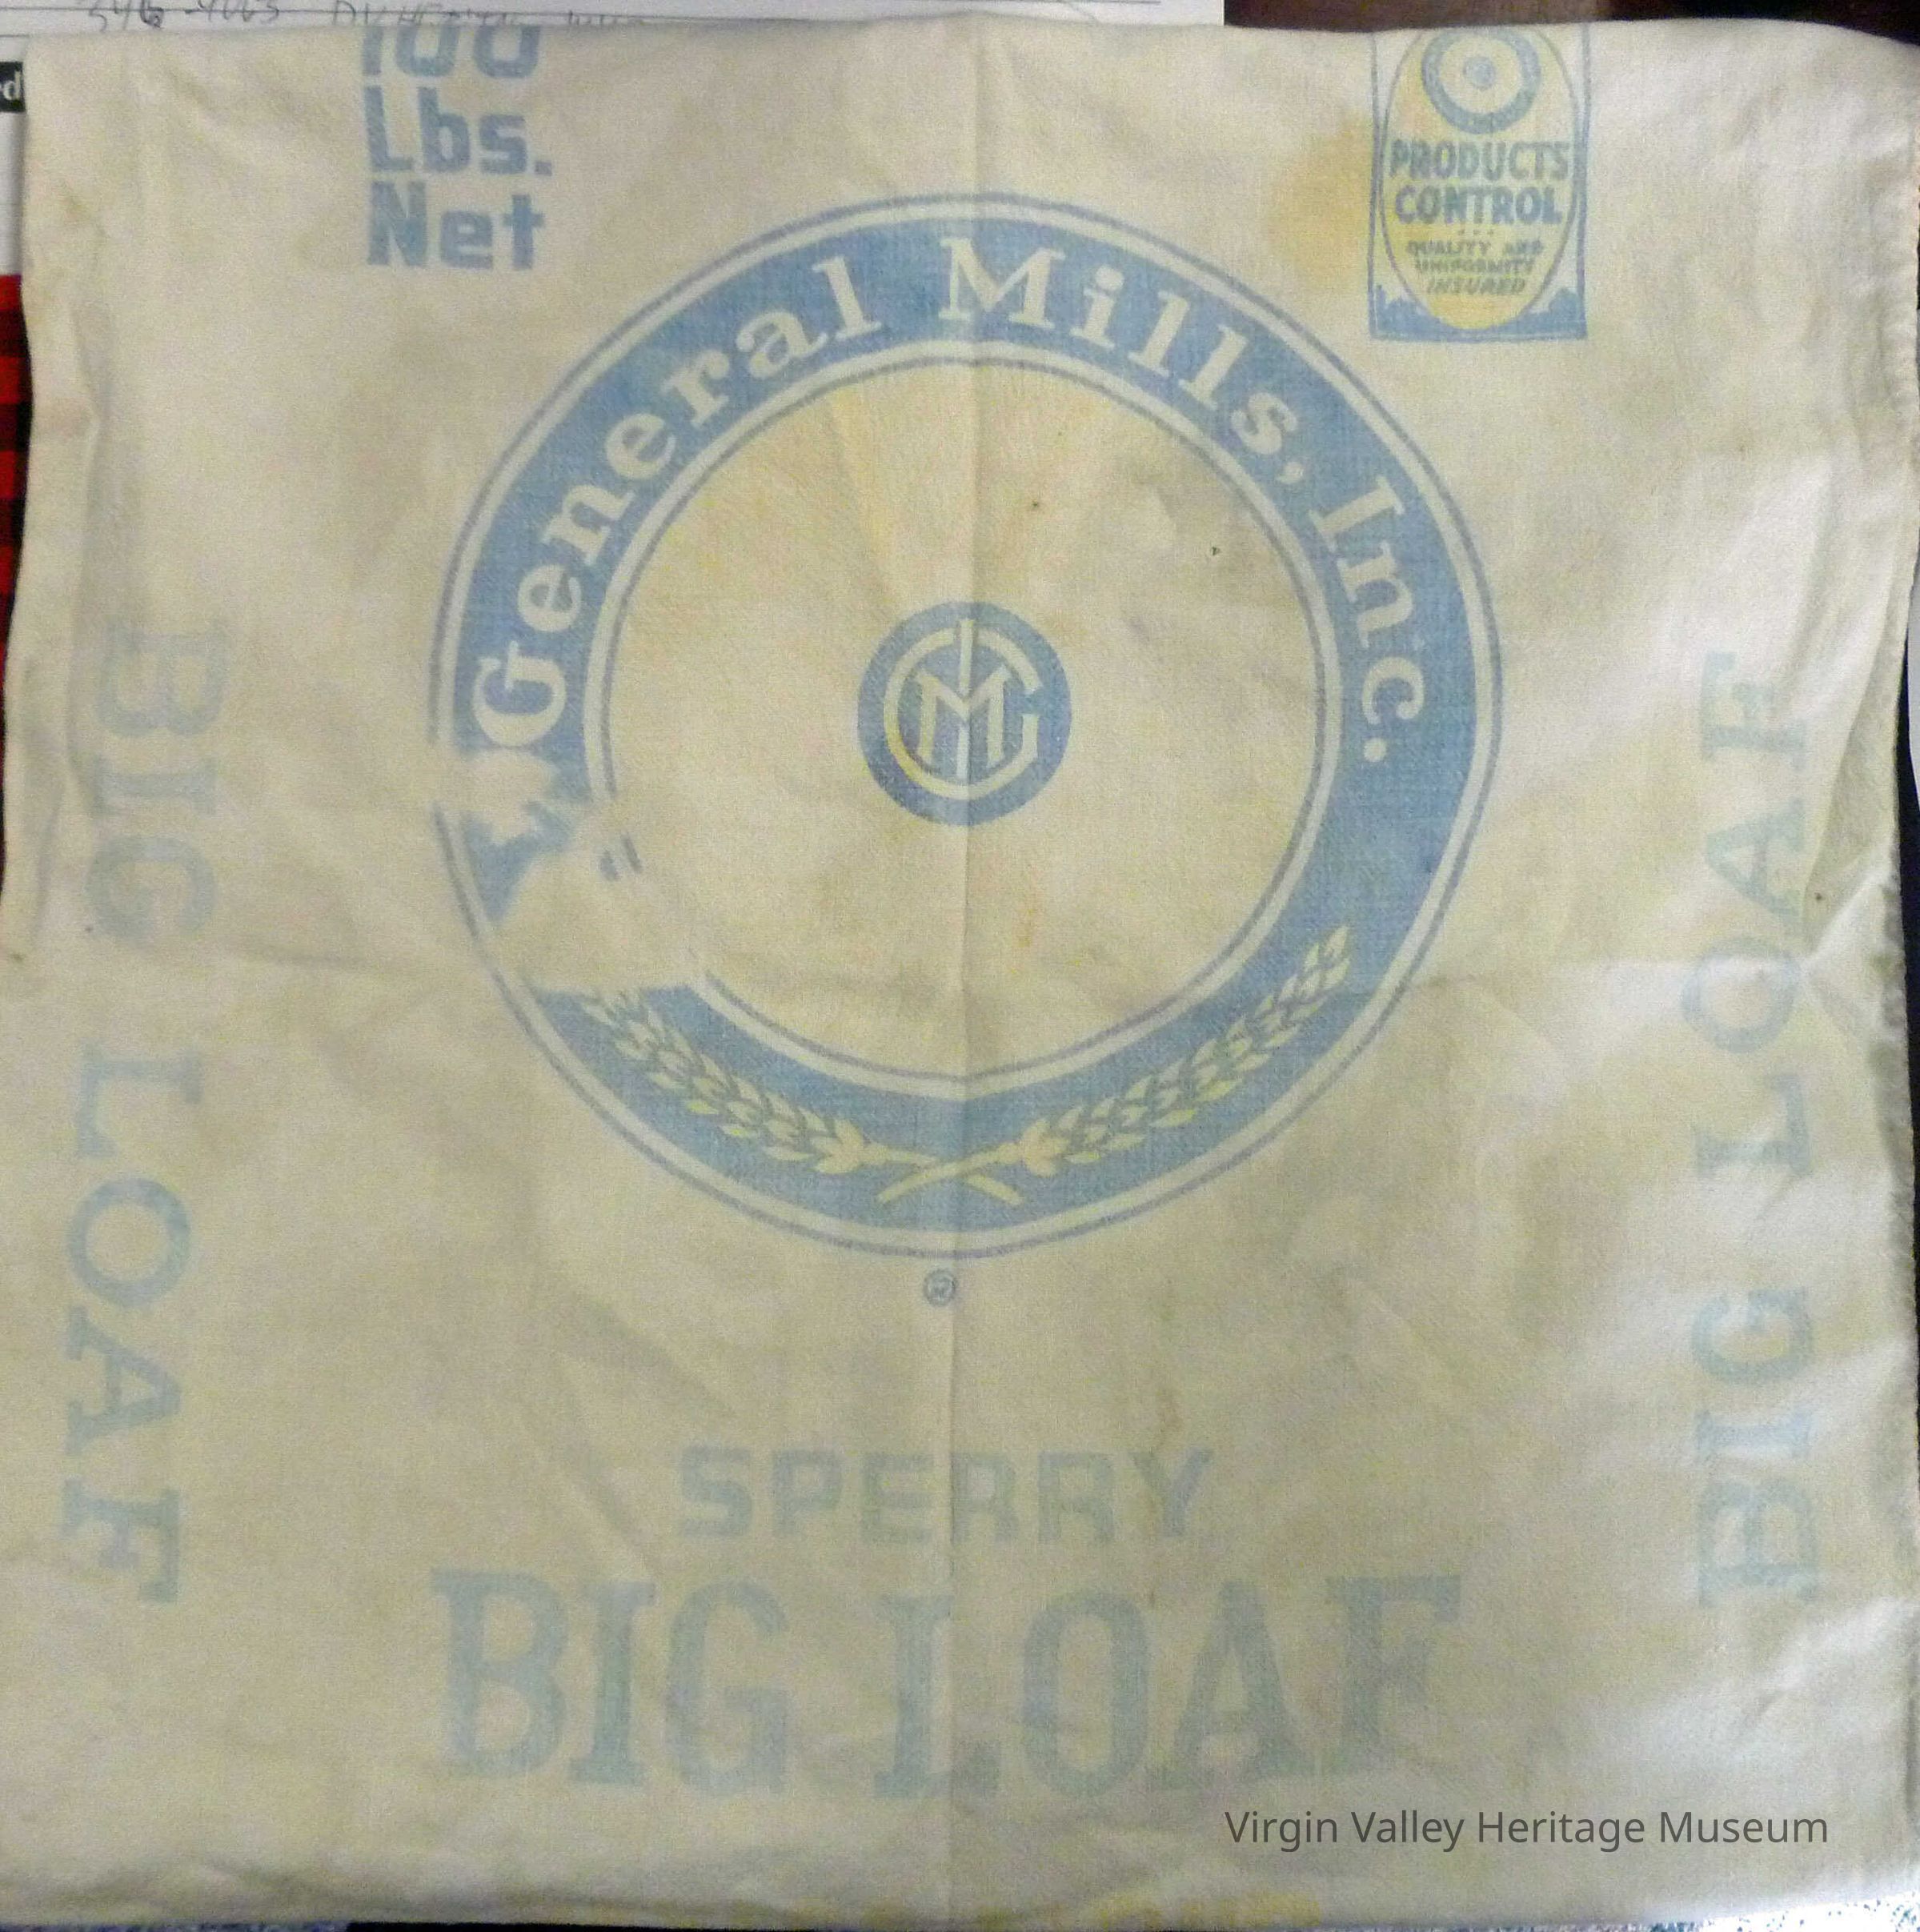 100
Lbs.
Net
PRODUCTS
CONTROL
QUALITY AND
UNIFORMITY
INSURED
General Mills, Inc.
GM
®
BIG LOAF
BIG LOAF
SPERRY
BIG LOAF
Virgin Valley Heritage Museum